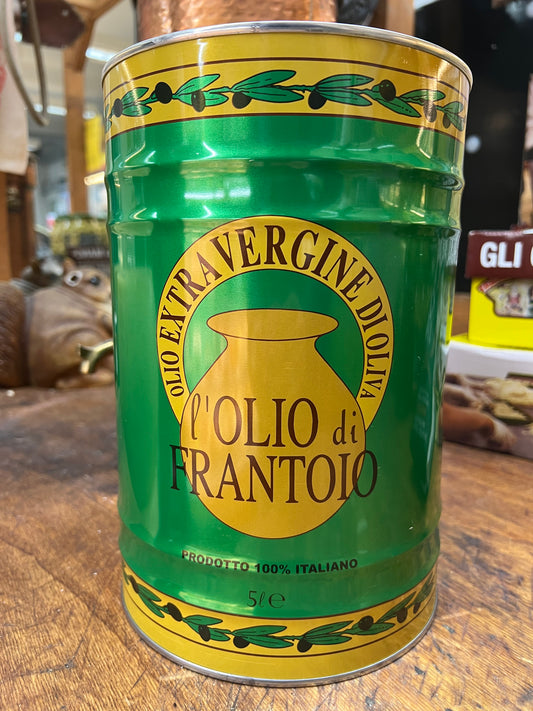 OLIO EXTRAVERGINE DI OLIVA
l'OLIO di
FRANTOIO
PRODOTTO 100% ITALIANO
5ℓ ℮
GLI